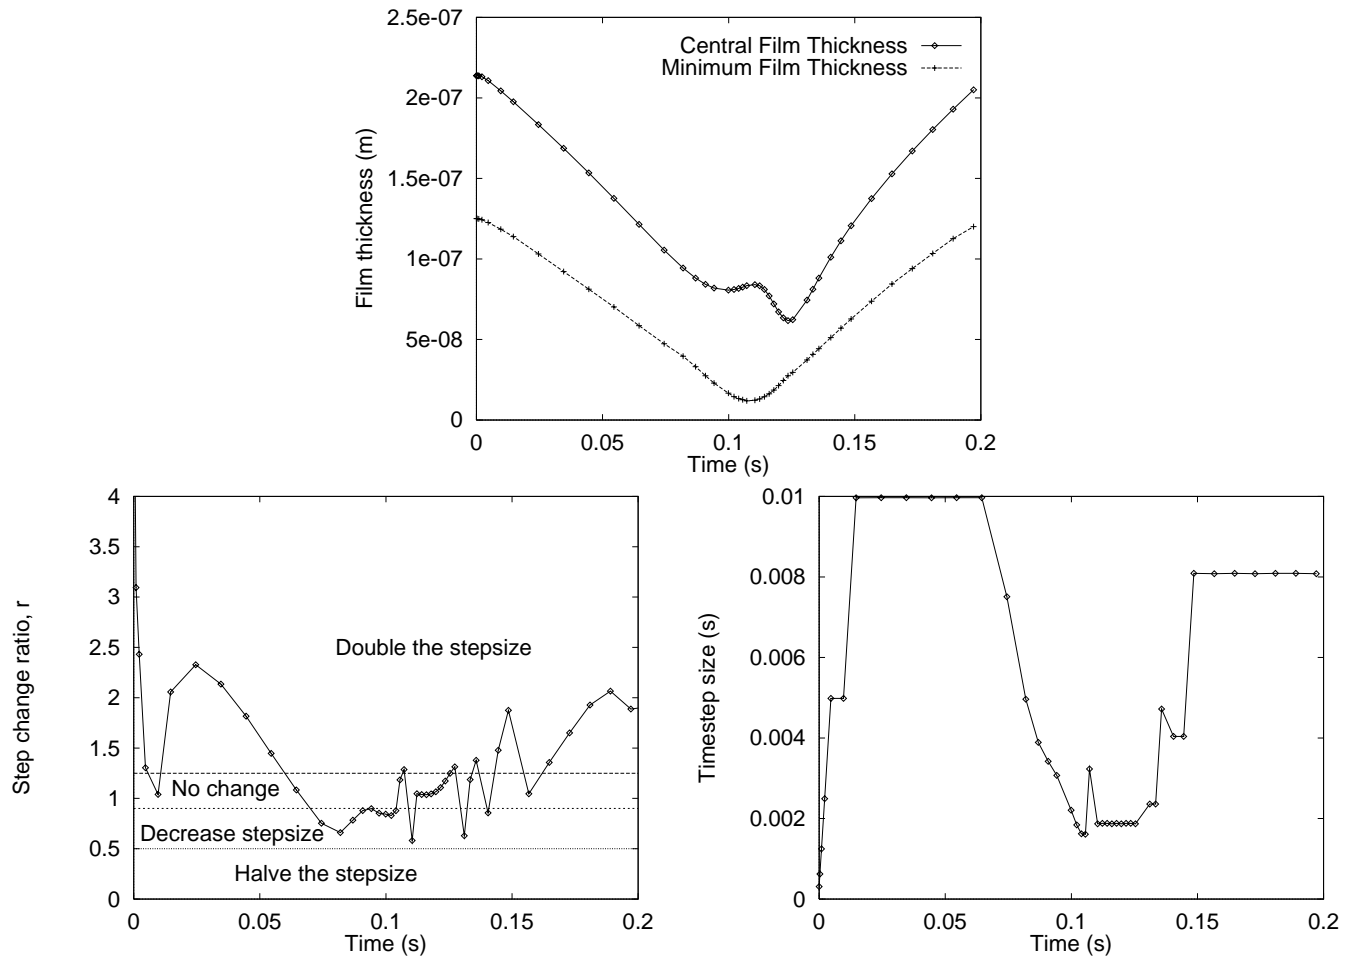 2.5e-07
2e-07
1.5e-07
1e-07
5e-08
0
Film thickness (m)
Central Film Thickness
Minimum Film Thickness
0 0.05 0.1 0.15 0.2
Time (s)
4
3.5
3
2.5
2
1.5
1
0.5
0
Step change ratio, r
Double the stepsize
No change
Decrease stepsize
Halve the stepsize
0 0.05 0.1 0.15 0.2
Time (s)
0.01
0.008
0.006
0.004
0.002
0
Timestep size (s)
0 0.05 0.1 0.15 0.2
Time (s)